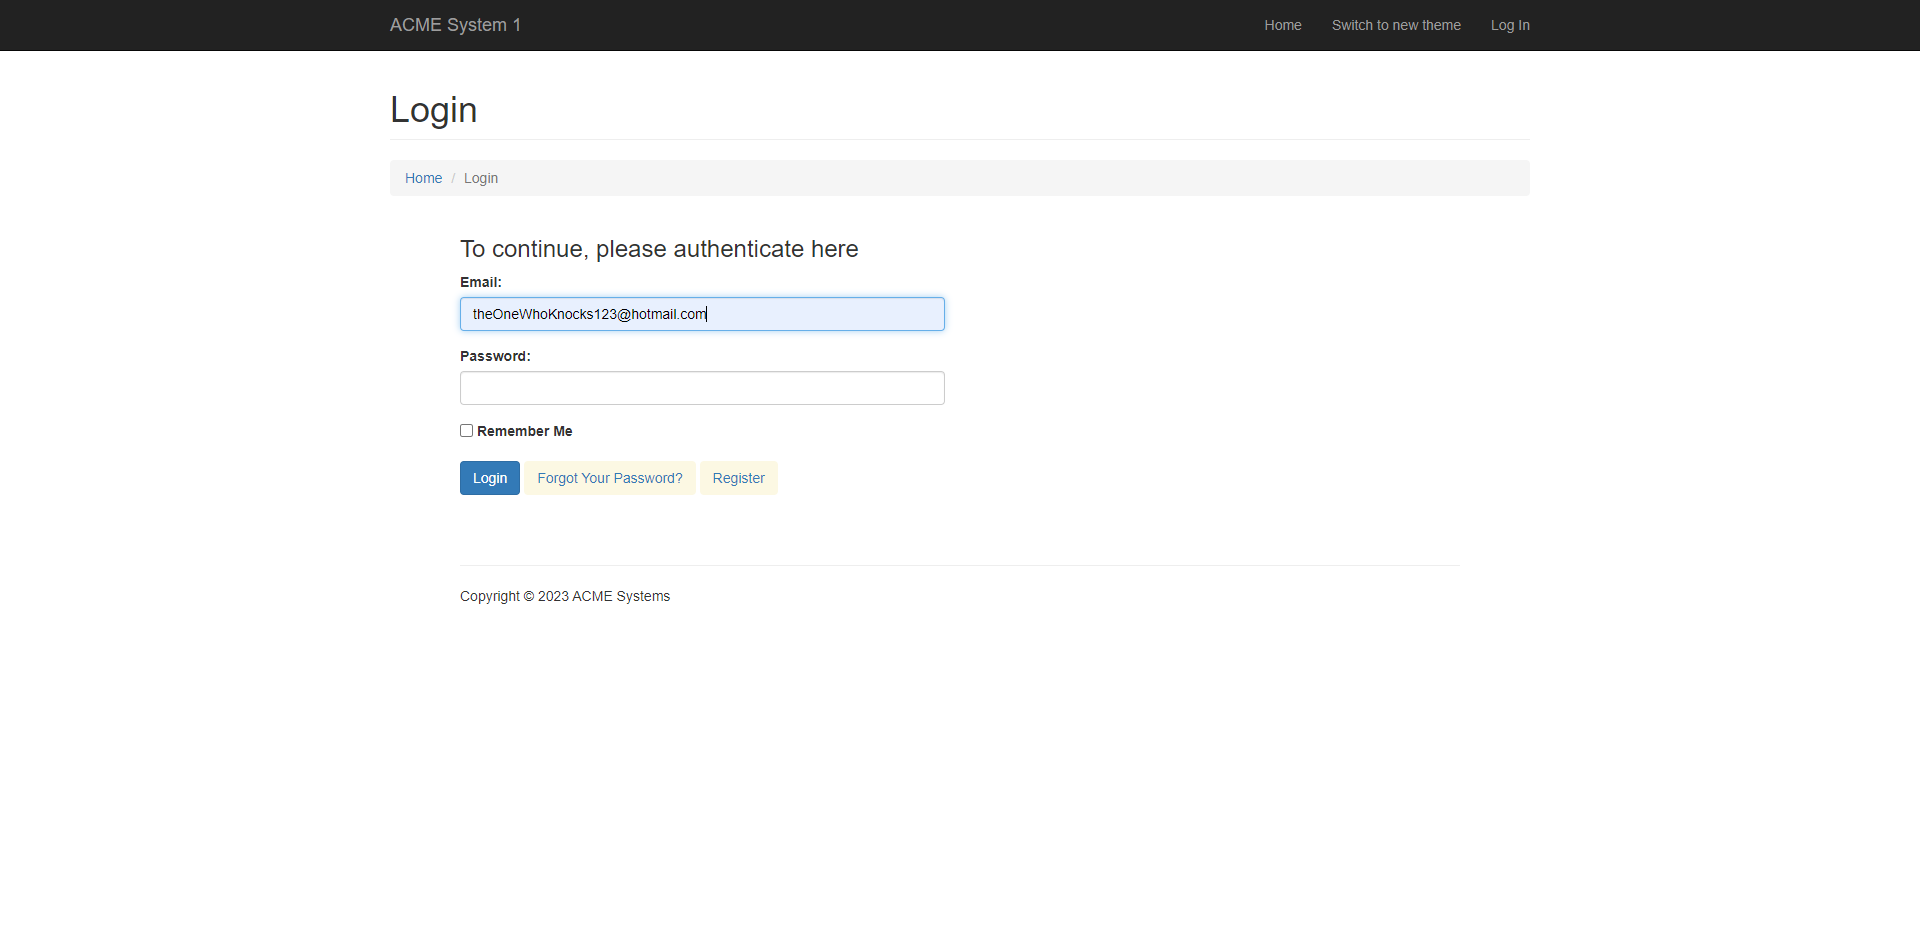 ACME System 1
Home
Switch to new theme
Log In
Login
Home / Login
To continue, please authenticate here
Email:
theOneWhoKnocks123@hotmail.com
Password:
Remember Me
Login
Forgot Your Password?
Register
Copyright © 2023 ACME Systems